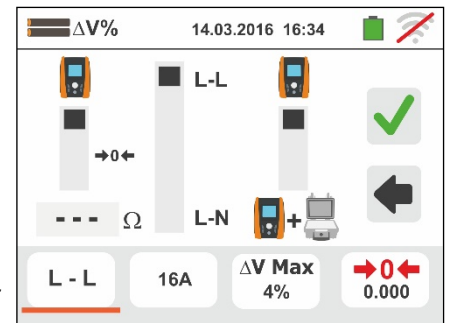 ΔV%
14.03.2016 16:34
L-L
→0←
--- Ω
L-N
+
L - L
16A
ΔV Max
4%
→0←
0.000